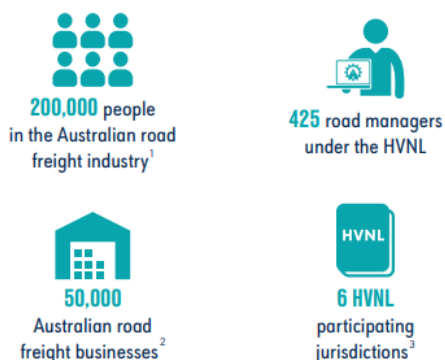 200,000 people
in the Australian road
freight industry¹
425 road managers
under the HVNL
50,000
Australian road
freight businesses²
HVNL
6 HVNL
participating
jurisdictions³